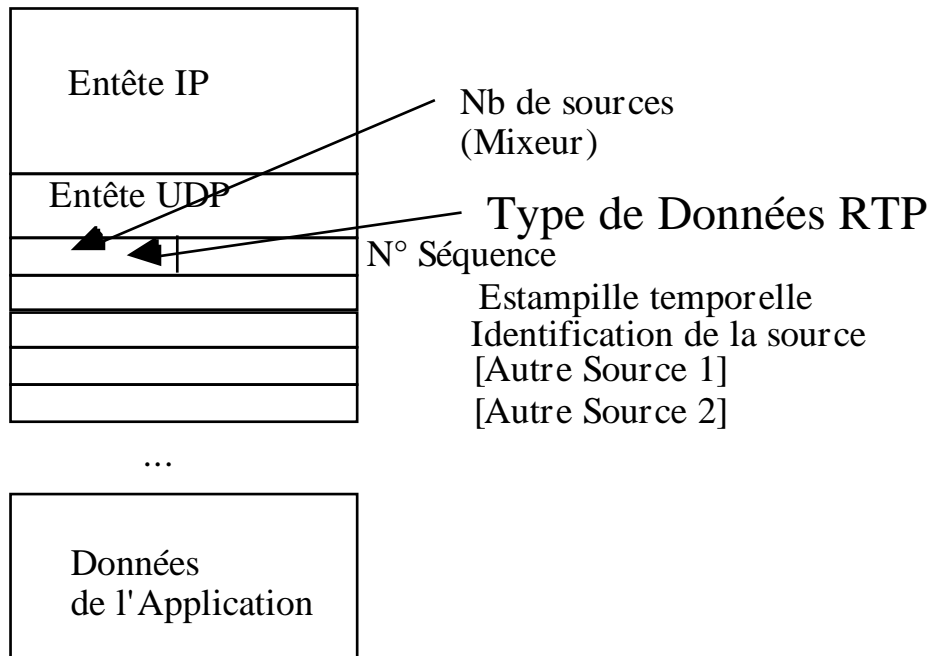 Entête IP
Nb de sources
(Mixeur)
Entête UDP
Type de Données RTP
N° Séquence
Estampille temporelle
Identification de la source
[Autre Source 1]
[Autre Source 2]
...
Données
de l'Application